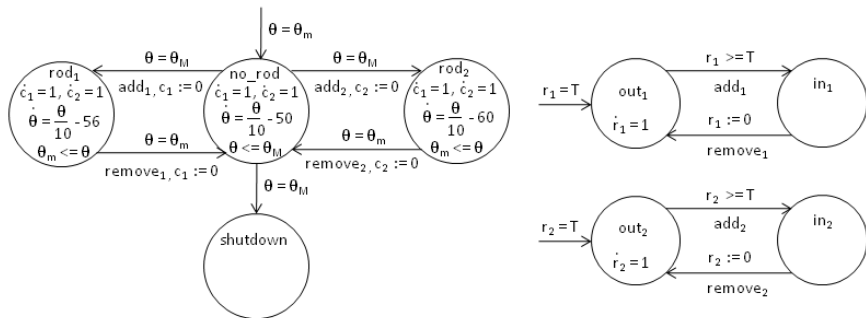 θ = θm
θ = θM
add1, c1 := 0
θ = θm
remove1, c1 := 0
rod1
ċ1 = 1, ċ2 = 1
θ̇ = θ/10 - 56
θm <= θ
no_rod
ċ1 = 1, ċ2 = 1
θ̇ = θ/10 - 50
θ <= θM
θ = θM
add2, c2 := 0
θ = θm
remove2, c2 := 0
rod2
ċ1 = 1, ċ2 = 1
θ̇ = θ/10 - 60
θm <= θ
θ = θM
shutdown
r1 = T
out1
ṙ1 = 1
r1 >= T
add1
r1 := 0
remove1
in1
r2 = T
out2
ṙ2 = 1
r2 >= T
add2
r2 := 0
remove2
in2